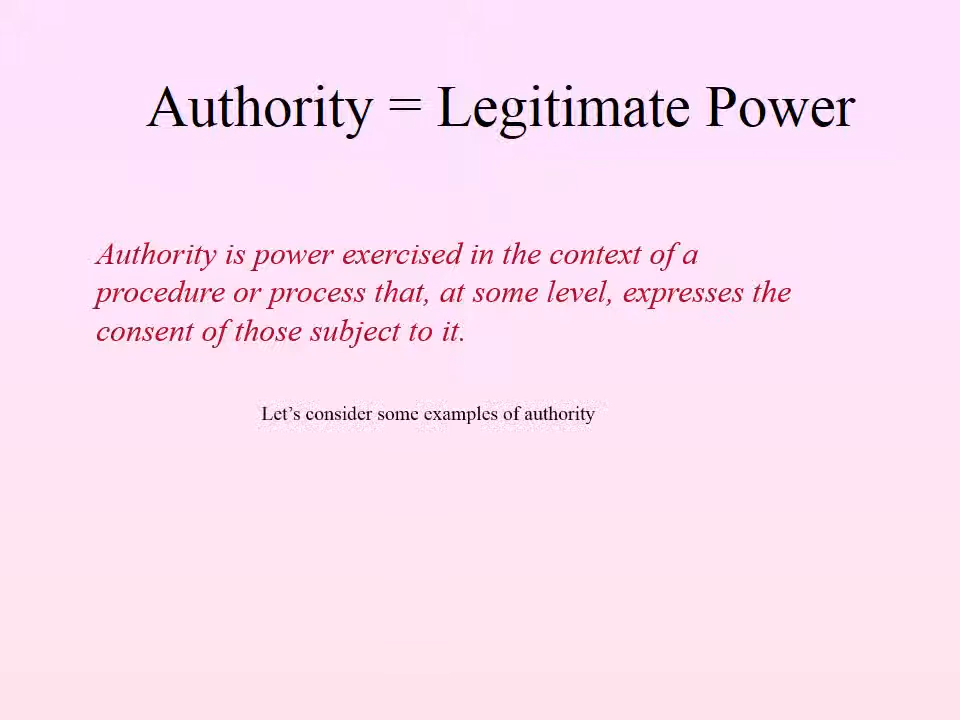 Authority = Legitimate Power
Authority is power exercised in the context of a
procedure or process that, at some level, expresses the
consent of those subject to it.
Let’s consider some examples of authority